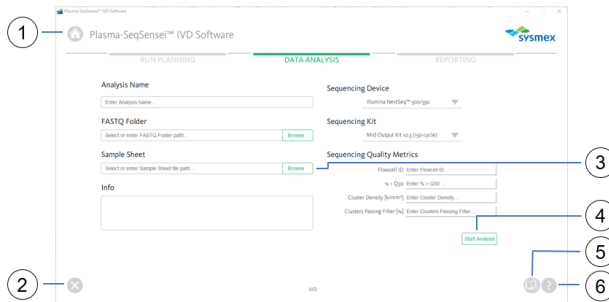 Plasma-SeqSensei™ IVD Software
1
Plasma-SeqSensei™ IVD Software
sysmex
RUN PLANNING
DATA ANALYSIS
REPORTING
Analysis Name
Enter Analysis Name...
Sequencing Device
Illumina NextSeq™ 500/550
FASTQ Folder
Select or enter FASTQ Folder path...
Browse
Sequencing Kit
Mid Output Kit v2.5 (150-cycle)
Sample Sheet
Select or enter Sample Sheet file path...
Browse
Sequencing Quality Metrics
3
Flowcell ID
Enter Flowcell ID...
Info
% > Q30
Enter % > Q30 ...
Cluster Density [k/mm²]
Enter Cluster Density...
Clusters Passing Filter [%]
Enter Clusters Passing Filter...
4
Start Analysis
5
2
IVD
?
6